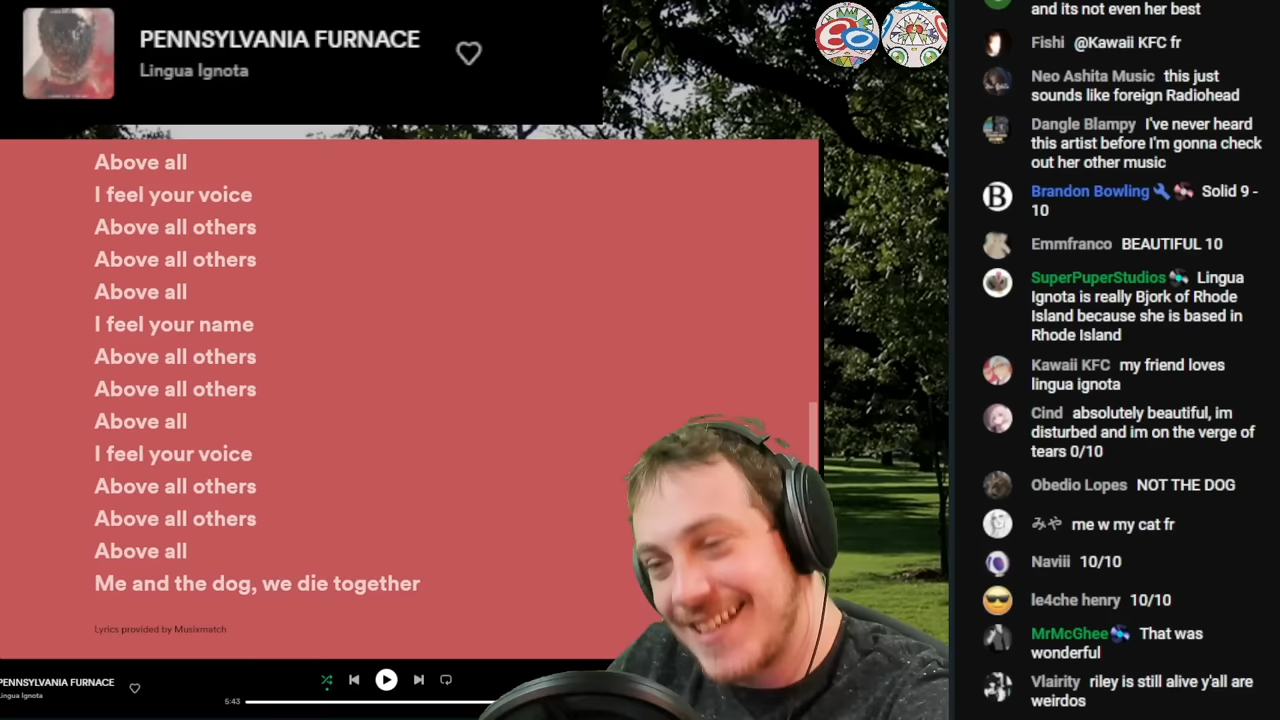 PENNSYLVANIA FURNACE
Lingua Ignota
Above all
I feel your voice
Above all others
Above all others
Above all
I feel your name
Above all others
Above all others
Above all
I feel your voice
Above all others
Above all others
Above all
Me and the dog, we die together
Lyrics provided by Musixmatch
PENNSYLVANIA FURNACE
Lingua Ignota
5:43
and its not even her best
Fishi @Kawaii KFC fr
Neo Ashita Music this just
sounds like foreign Radiohead
Dangle Blampy I've never heard
this artist before I'm gonna check
out her other music
Brandon Bowling Solid 9 -
10
Emmfranco BEAUTIFUL 10
SuperPuperStudios Lingua
Ignota is really Bjork of Rhode
Island because she is based in
Rhode Island
Kawaii KFC my friend loves
lingua ignota
Cind absolutely beautiful, im
disturbed and im on the verge of
tears 0/10
Obedio Lopes NOT THE DOG
みや me w my cat fr
Naviii 10/10
le4che henry 10/10
MrMcGhee That was
wonderful
Vlairity riley is still alive y'all are
weirdos